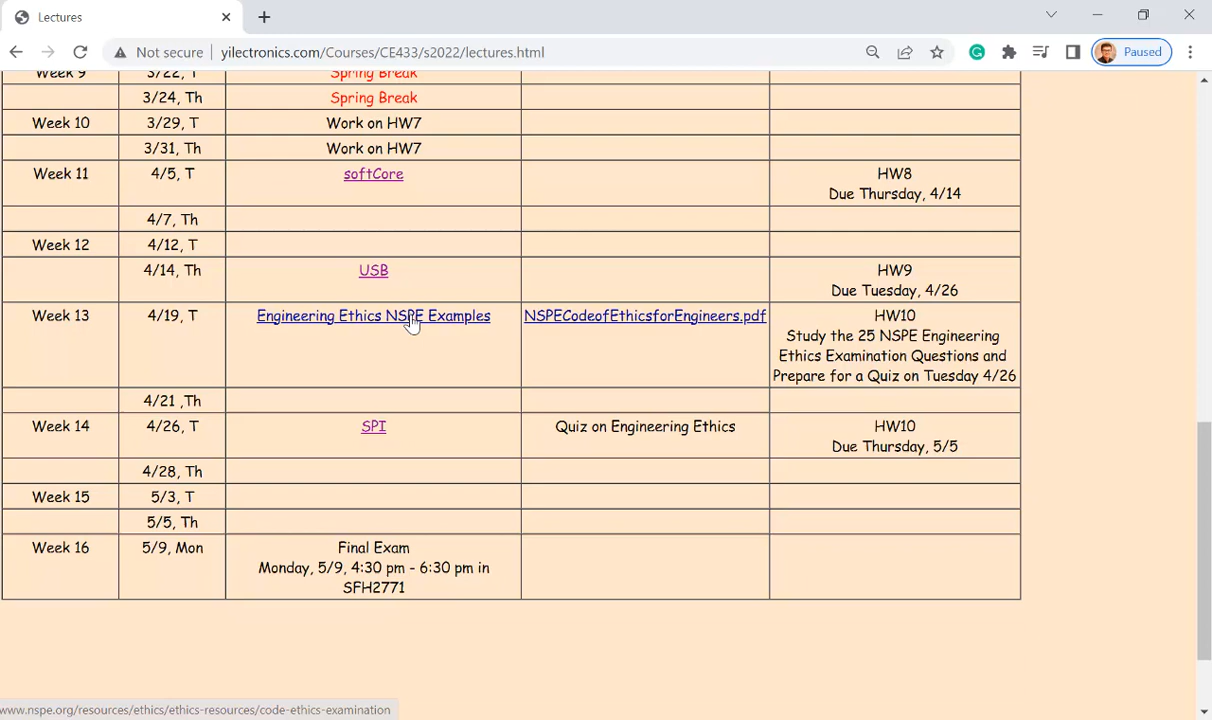 Lectures
Not secure yilectronics.com/Courses/CE433/s2022/lectures.html Paused
Week 9 3/22, T Spring Break
3/24, Th Spring Break
Week 10 3/29, T Work on HW7
3/31, Th Work on HW7
Week 11 4/5, T softCore HW8
Due Thursday, 4/14
4/7, Th
Week 12 4/12, T
4/14, Th USB HW9
Due Tuesday, 4/26
Week 13 4/19, T Engineering Ethics NSPE Examples NSPECodeofEthicsforEngineers.pdf HW10
Study the 25 NSPE Engineering
Ethics Examination Questions and
Prepare for a Quiz on Tuesday 4/26
4/21 ,Th
Week 14 4/26, T SPI Quiz on Engineering Ethics HW10
Due Thursday, 5/5
4/28, Th
Week 15 5/3, T
5/5, Th
Week 16 5/9, Mon Final Exam
Monday, 5/9, 4:30 pm - 6:30 pm in
SFH2771
www.nspe.org/resources/ethics/ethics-resources/code-ethics-examination